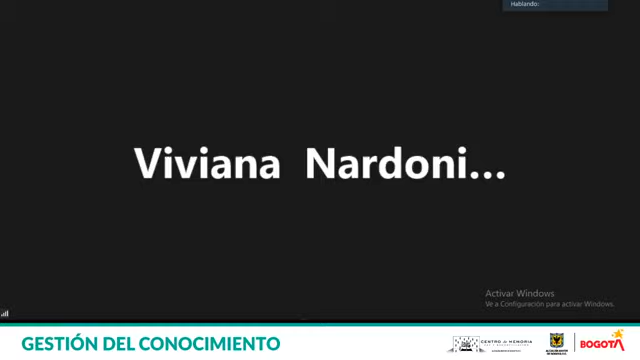 Hablando:
Viviana Nardoni...
Activar Windows
Ve a Configuración para activar Windows.
GESTIÓN DEL CONOCIMIENTO
CENTRO DE MEMORIA
BOGOTÁ